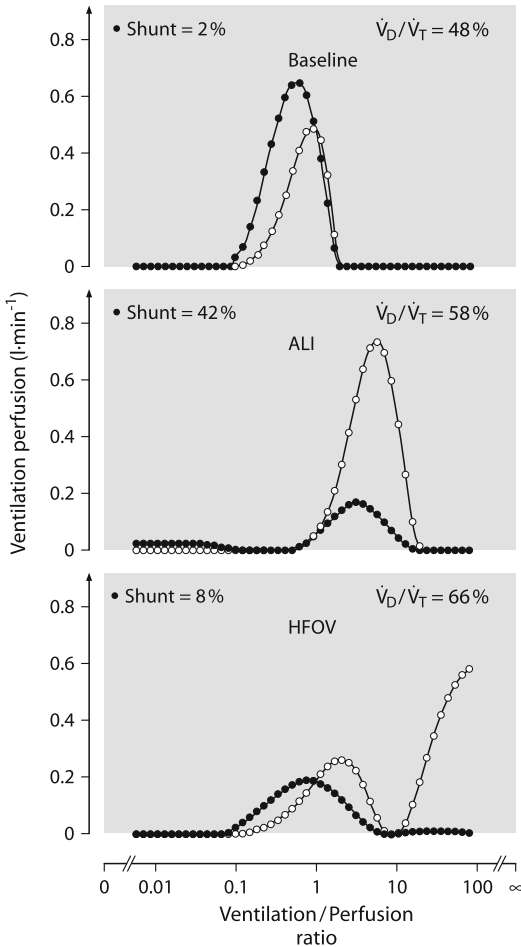 Shunt = 2% V̇D/V̇T = 48%
Baseline
0.8
0.6
0.4
0.2
0
Shunt = 42% V̇D/V̇T = 58%
ALI
0.8
0.6
0.4
0.2
0
Ventilation perfusion (l·min⁻¹)
Shunt = 8% V̇D/V̇T = 66%
HFOV
0.8
0.6
0.4
0.2
0
0 0.01 0.1 1 10 100 ∞
Ventilation/Perfusion
ratio